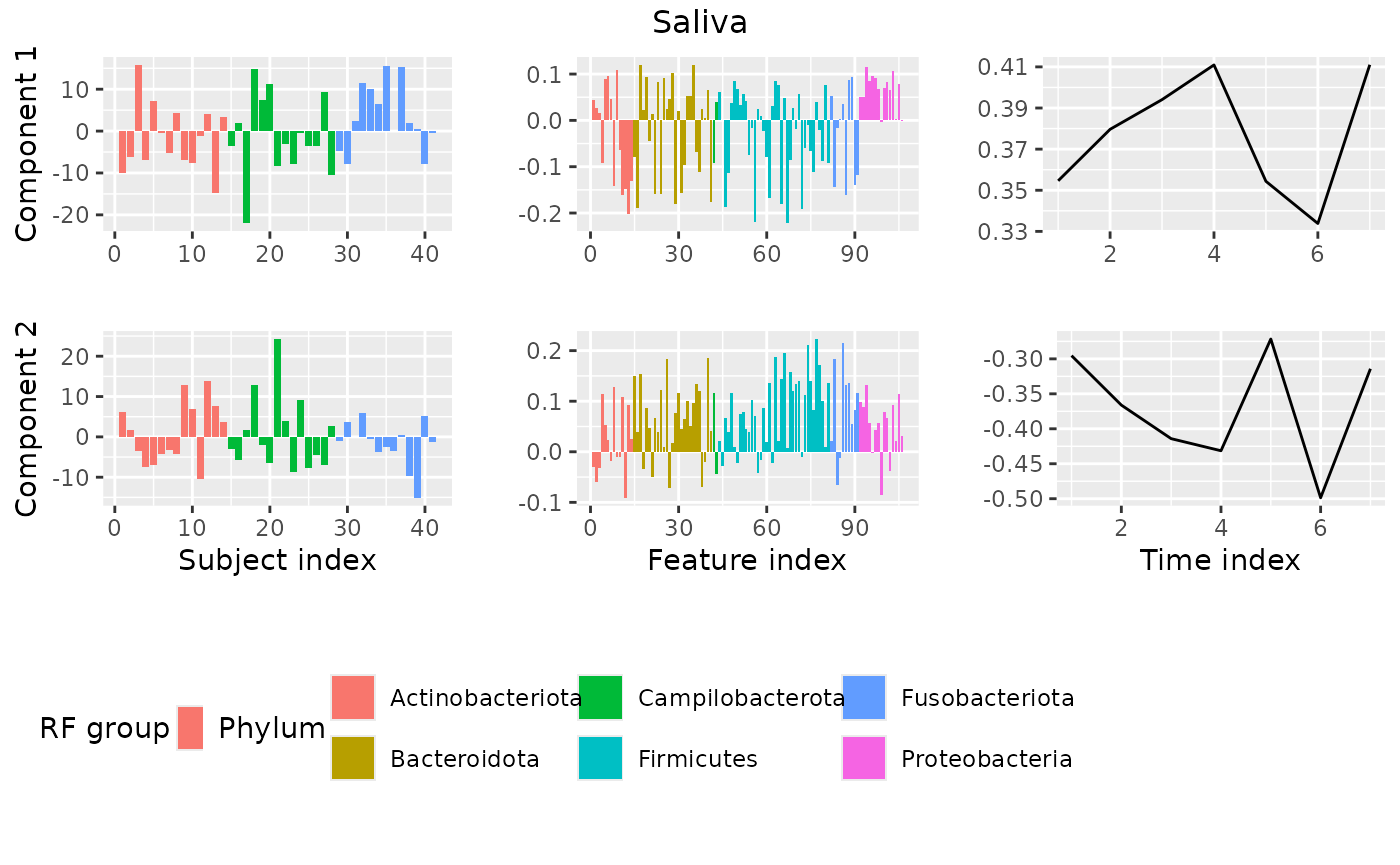 Saliva
Component 1
10
0
-10
-20
0 10 20 30 40
0.1
0.0
-0.1
-0.2
0 30 60 90
0.41
0.39
0.37
0.35
0.33
2 4 6
Component 2
20
10
0
-10
0 10 20 30 40
Subject index
0.2
0.1
0.0
-0.1
0 30 60 90
Feature index
-0.30
-0.35
-0.40
-0.45
-0.50
2 4 6
Time index
RF group
Phylum
Actinobacteriota Campilobacterota Fusobacteriota
Bacteroidota Firmicutes Proteobacteria